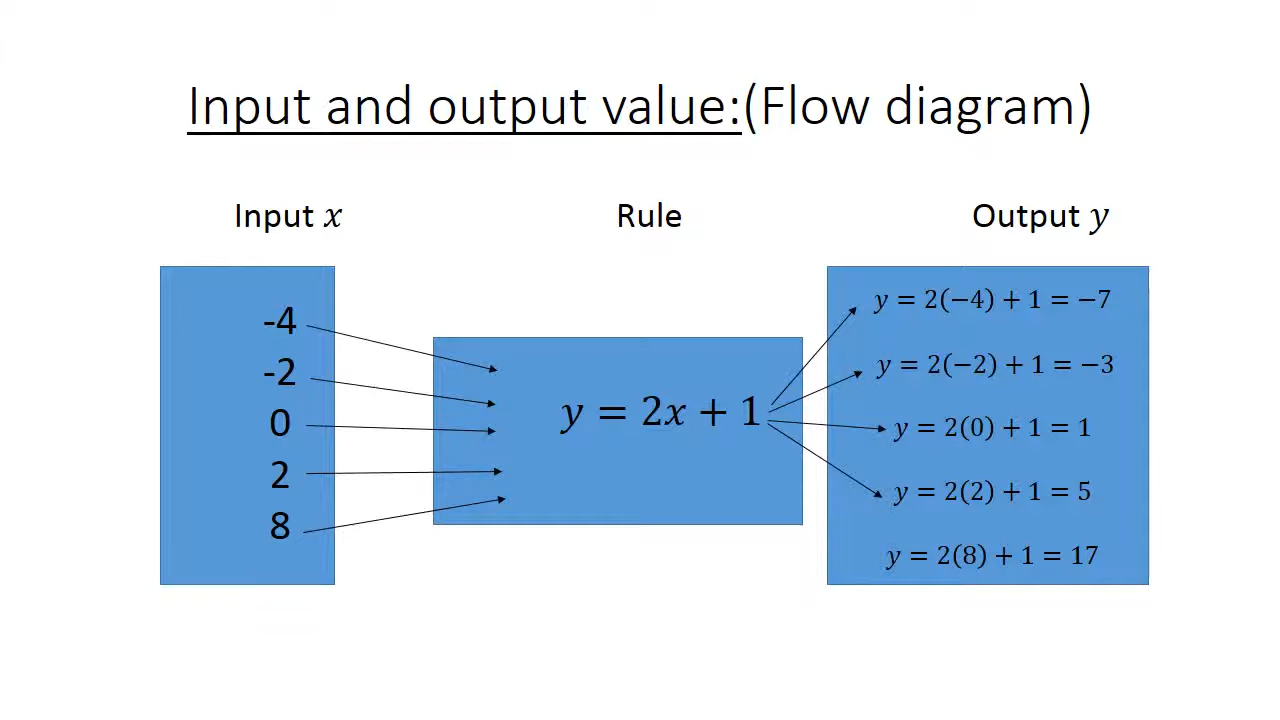 Input and output value:(Flow diagram)
Input x
Rule
Output y
-4
-2
0
2
8
y = 2x + 1
y = 2(−4) + 1 = −7
y = 2(−2) + 1 = −3
y = 2(0) + 1 = 1
y = 2(2) + 1 = 5
y = 2(8) + 1 = 17